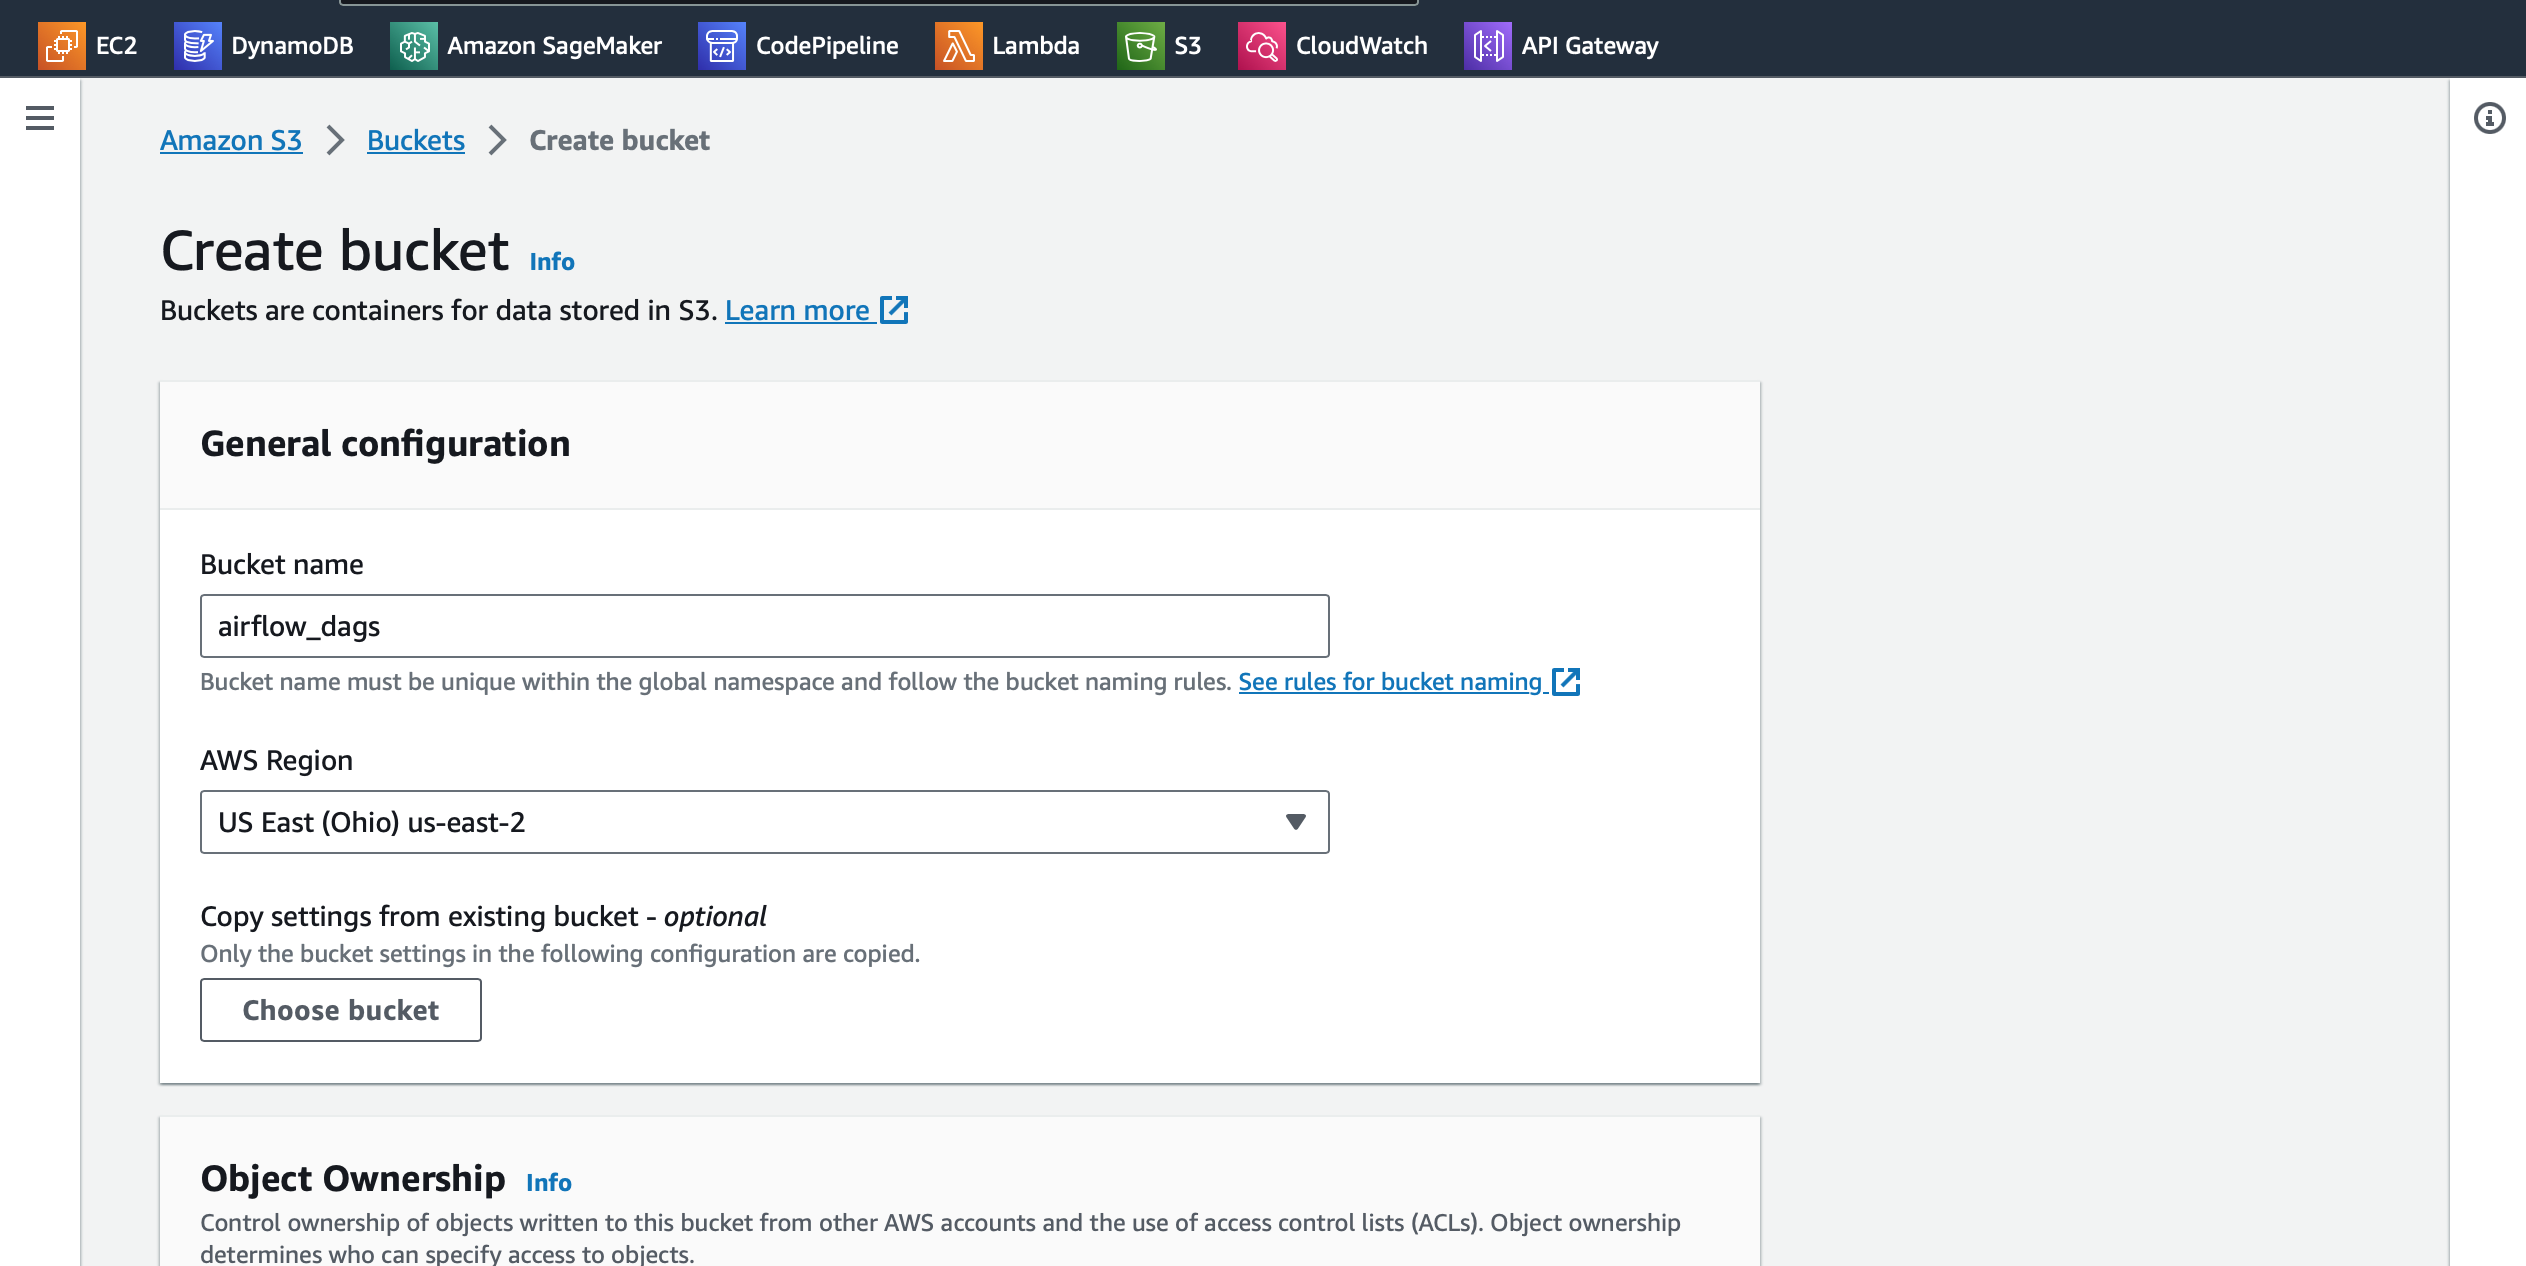 EC2 DynamoDB Amazon SageMaker CodePipeline Lambda S3 CloudWatch API Gateway
Amazon S3 Buckets Create bucket
Create bucket Info
Buckets are containers for data stored in S3. Learn more
General configuration
Bucket name
airflow_dags
Bucket name must be unique within the global namespace and follow the bucket naming rules. See rules for bucket naming
AWS Region
US East (Ohio) us-east-2
Copy settings from existing bucket - optional
Only the bucket settings in the following configuration are copied.
Choose bucket
Object Ownership Info
Control ownership of objects written to this bucket from other AWS accounts and the use of access control lists (ACLs). Object ownership
determines who can specify access to objects.